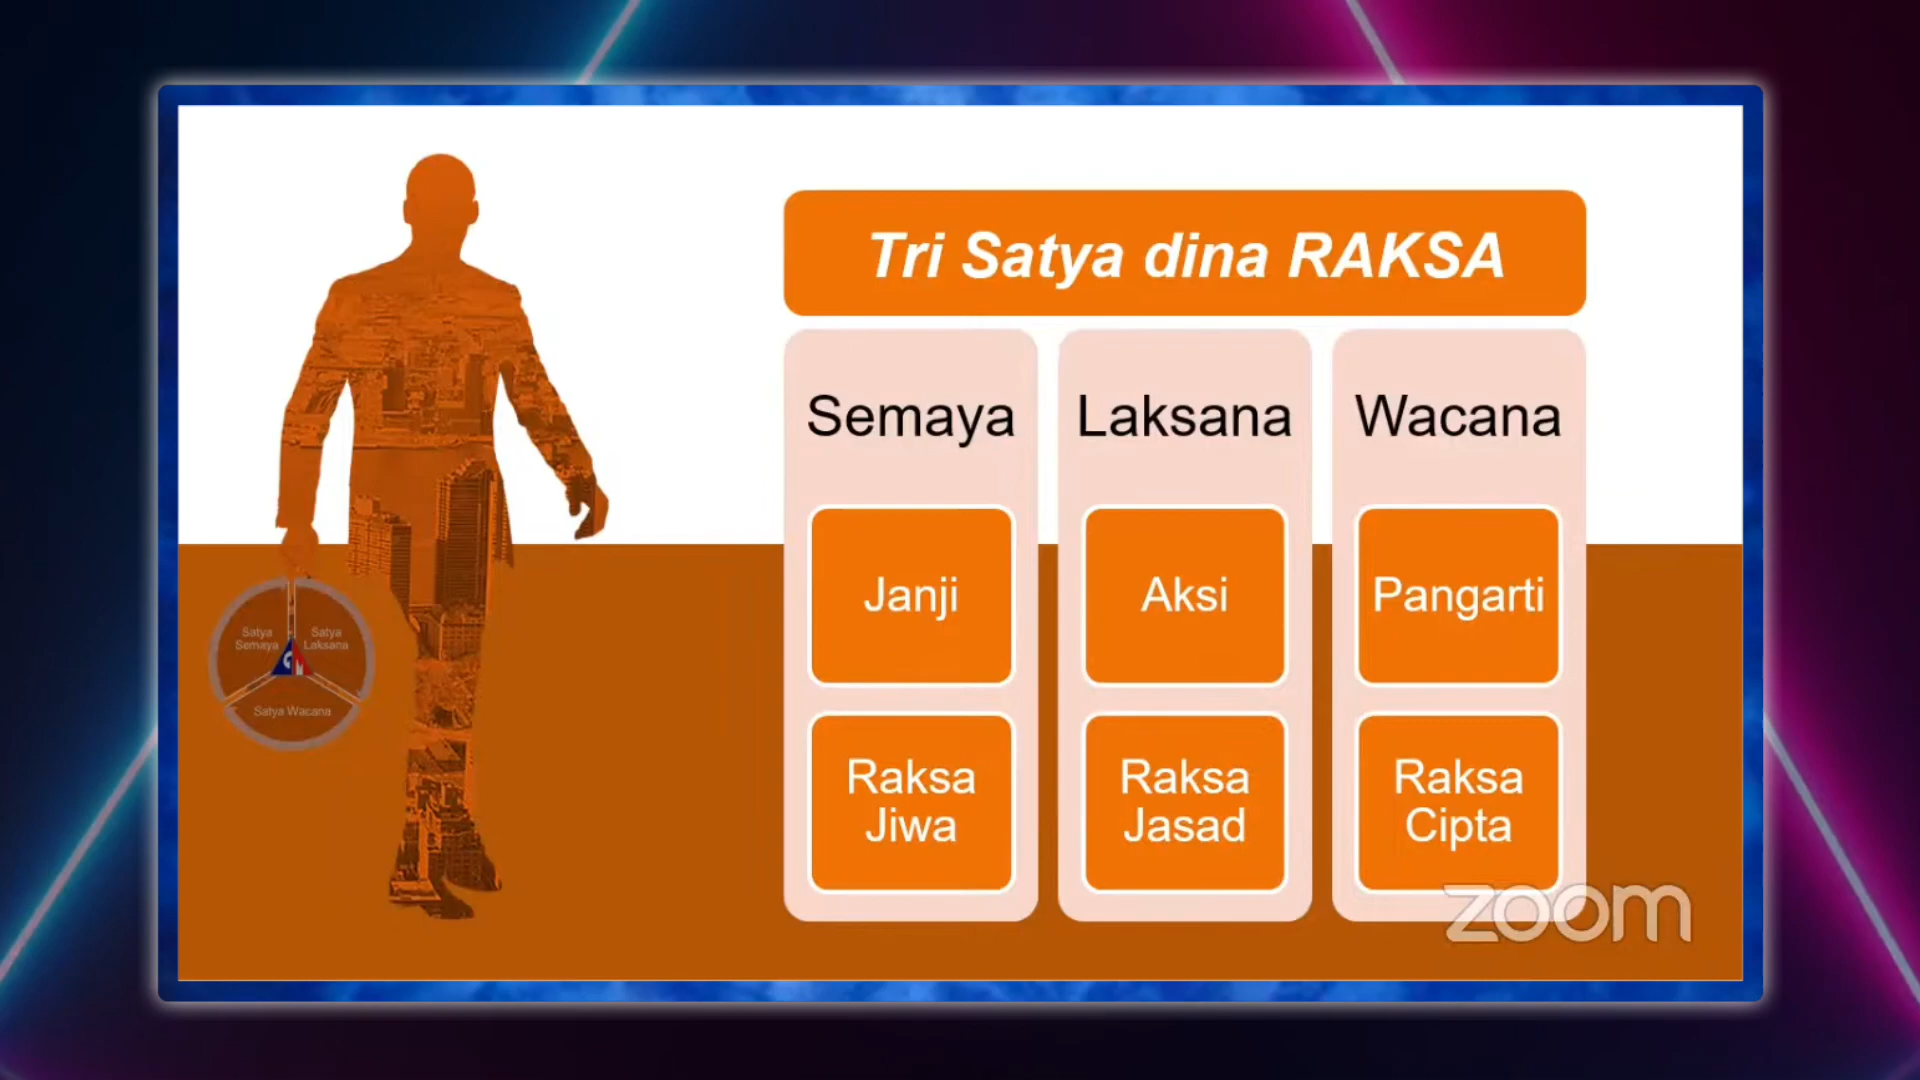 Tri Satya dina RAKSA
Semaya
Laksana
Wacana
Janji
Aksi
Pangarti
Raksa
Jiwa
Raksa
Jasad
Raksa
Cipta
Satya
Semaya
Satya
Laksana
Satya Wacana
zoom